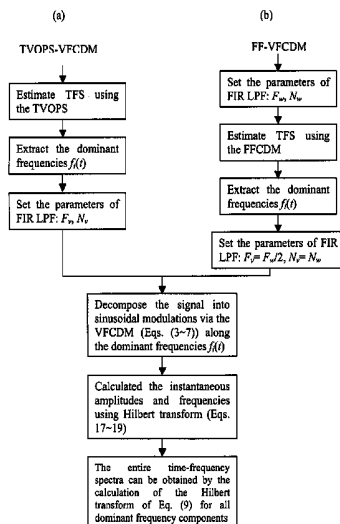 (a)
TVOPS-VFCDM
Estimate TFS using
the TVOPS
Extract the dominant
frequencies fi(t)
Set the parameters of
FIR LPF: Fv, Nv
(b)
FF-VFCDM
Set the parameters of
FIR LPF: Fw, Nw
Estimate TFS using
the FFCDM
Extract the dominant
frequencies fi(t)
Set the parameters of FIR
LPF: Fv= Fw/2, Nv= Nw
Decompose the signal into
sinusoidal modulations via the
VFCDM (Eqs. (3~7)) along
the dominant frequencies fi(t)
Calculated the instantaneous
amplitudes and frequencies
using Hilbert transform (Eqs.
17~19)
The entire time-frequency
spectra can be obtained by the
calculation of the Hilbert
transform of Eq. (9) for all
dominant frequency components